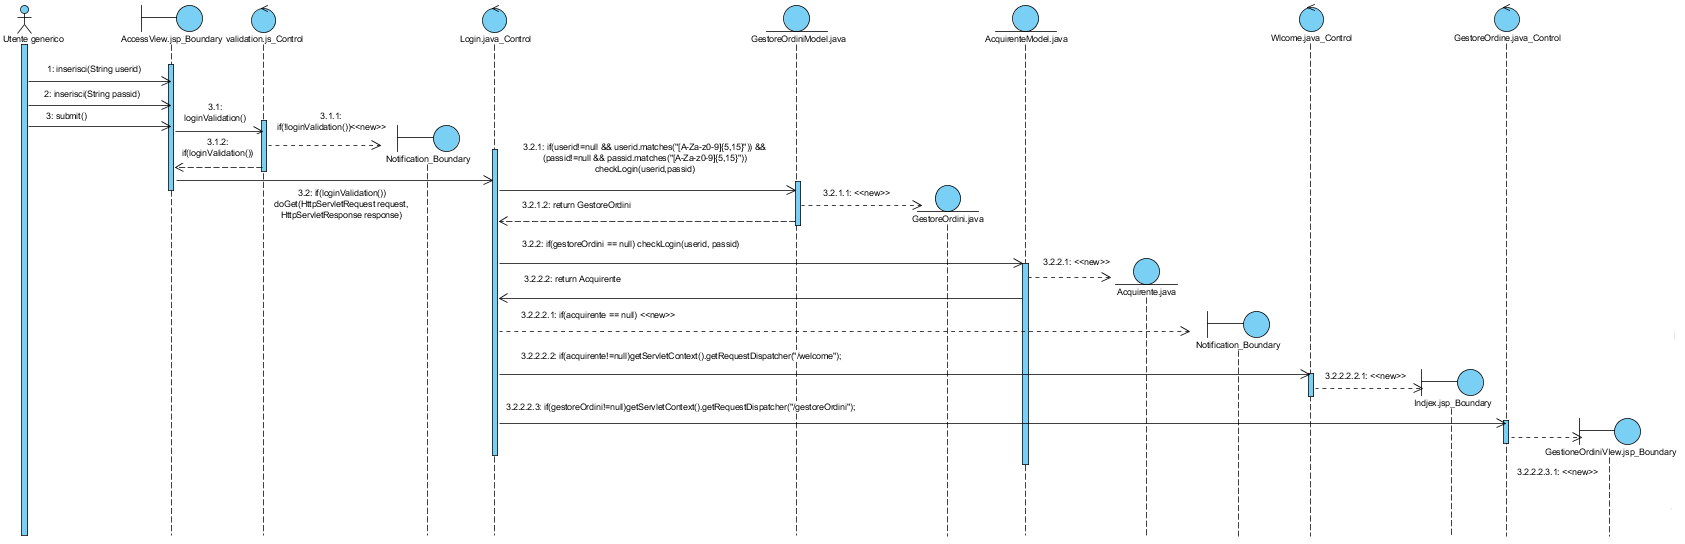 Utente generico
AccessView.jsp_Boundary
validation.js_Control
Login.java_Control
GestoreOrdiniModel.java
AcquirenteModel.java
Wlcome.java_Control
GestoreOrdine.java_Control
1: inserisci(String userid)
2: inserisci(String passid)
3: submit()
3.1:
loginValidation()
3.1.1:
if(!loginValidation())<<new>>
3.1.2:
if(loginValidation())
Notification_Boundary
3.2: if(loginValidation())
doGet(HttpServletRequest request,
HttpServletResponse response)
3.2.1: if(userid!=null && userid.matches("[A-Za-z0-9]{5,15}")) &&
(passid!=null && passid.matches("[A-Za-z0-9]{5,15}"))
checkLogin(userid,passid)
3.2.1.1: <<new>>
3.2.1.2: return GestoreOrdini
GestoreOrdini.java
3.2.2: if(gestoreOrdini == null) checkLogin(userid, passid)
3.2.2.1: <<new>>
3.2.2.2: return Acquirente
Acquirente.java
3.2.2.2.1: if(acquirente == null) <<new>>
Notification_Boundary
3.2.2.2.2: if(acquirente!=null)getServletContext().getRequestDispatcher("/welcome");
3.2.2.2.2.1: <<new>>
Indjex.jsp_Boundary
3.2.2.2.3: if(gestoreOrdini!=null)getServletContext().getRequestDispatcher("/gestoreOrdini");
GestioneOrdiniView.jsp_Boundary
3.2.2.2.3.1: <<new>>